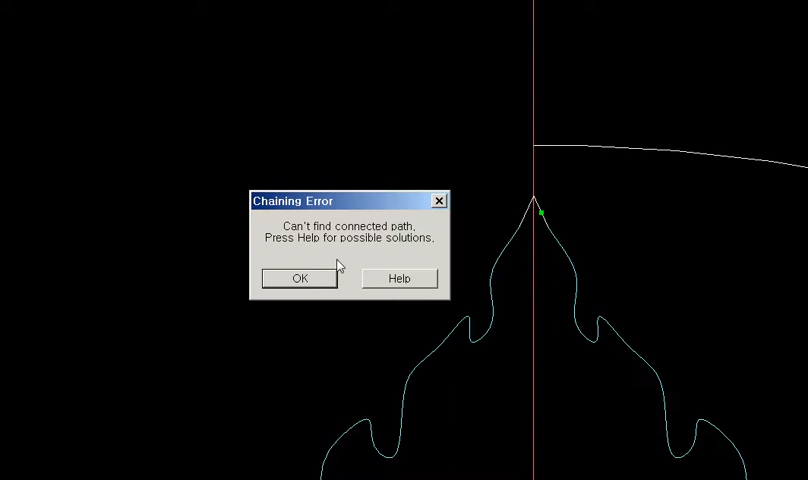 Chaining Error
Can't find connected path.
Press Help for possible solutions.
OK
Help